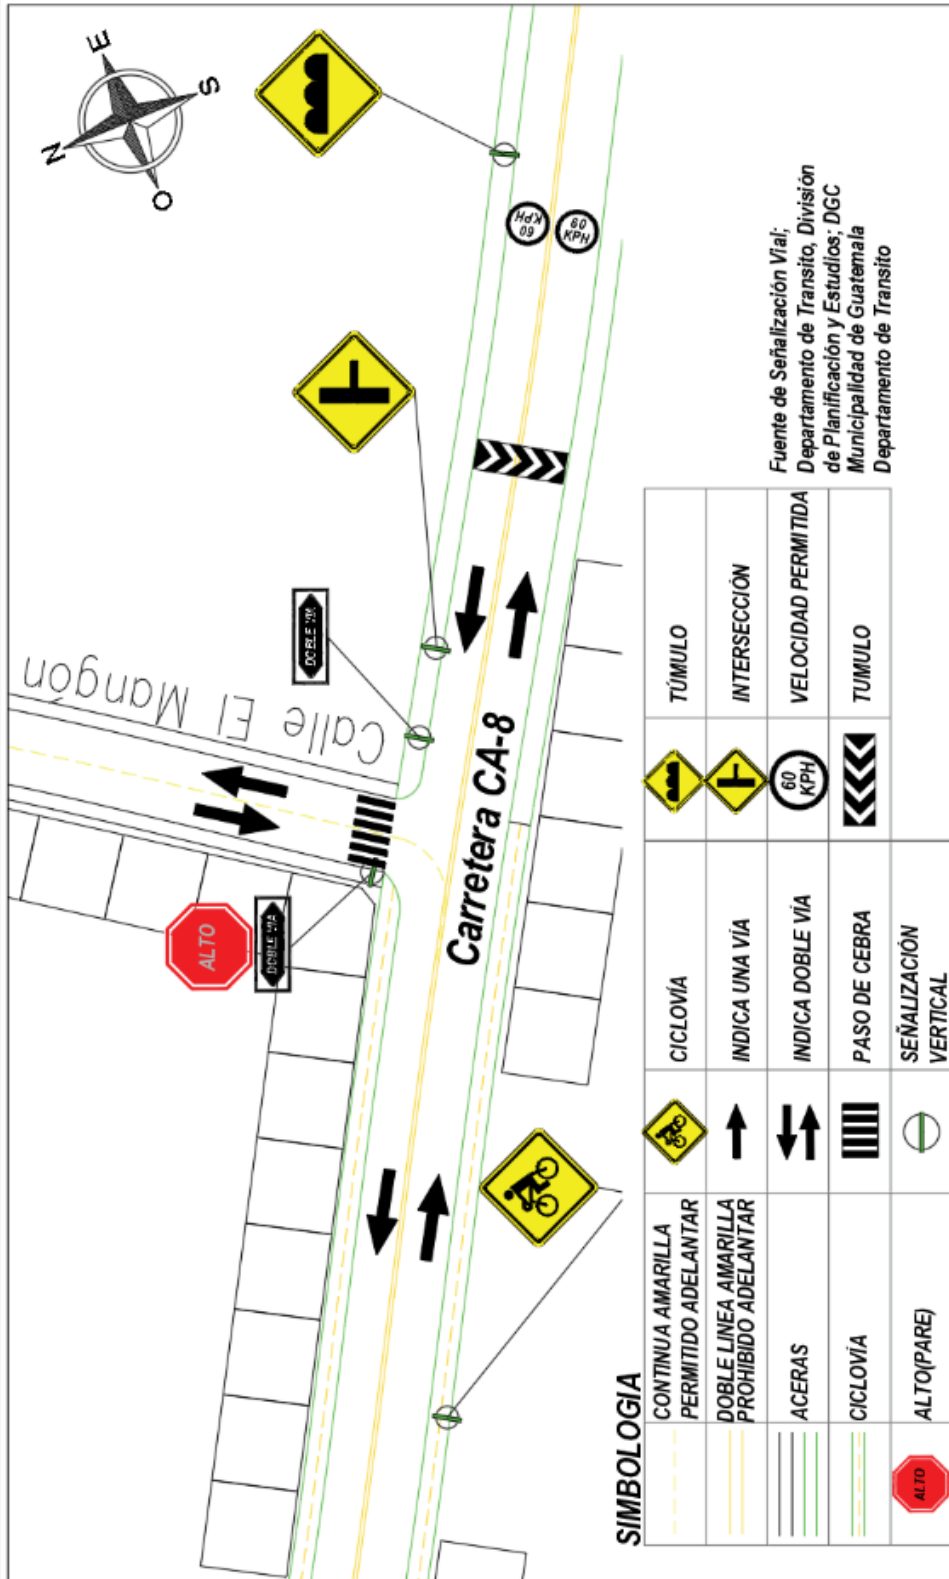 N
E
S
O
ALTO
DOBLE VIA
DOBLE VIA
Calle El Mangón
Carretera CA-8
60
KPH
60
KPH
SIMBOLOGIA
CONTINUA AMARILLA
PERMITIDO ADELANTAR
DOBLE LINEA AMARILLA
PROHIBIDO ADELANTAR
ACERAS
CICLOVÍA
ALTO
ALTO(PARE)
CICLOVÍA
INDICA UNA VÍA
INDICA DOBLE VÍA
PASO DE CEBRA
SEÑALIZACIÓN
VERTICAL
TÚMULO
INTERSECCIÓN
60
KPH
VELOCIDAD PERMITIDA
TUMULO
Fuente de Señalización Vial;
Departamento de Transito, División
de Planificación y Estudios; DGC
Municipalidad de Guatemala
Departamento de Transito